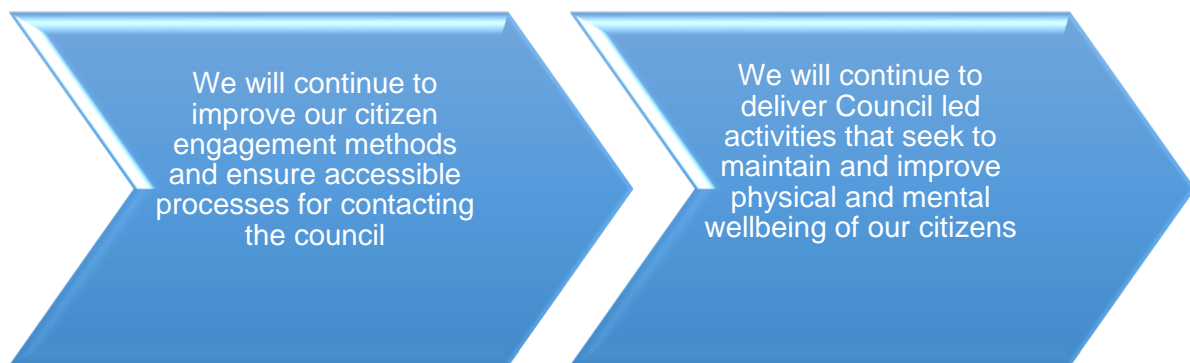 We will continue to
improve our citizen
engagement methods
and ensure accessible
processes for contacting
the council
We will continue to
deliver Council led
activities that seek to
maintain and improve
physical and mental
wellbeing of our citizens